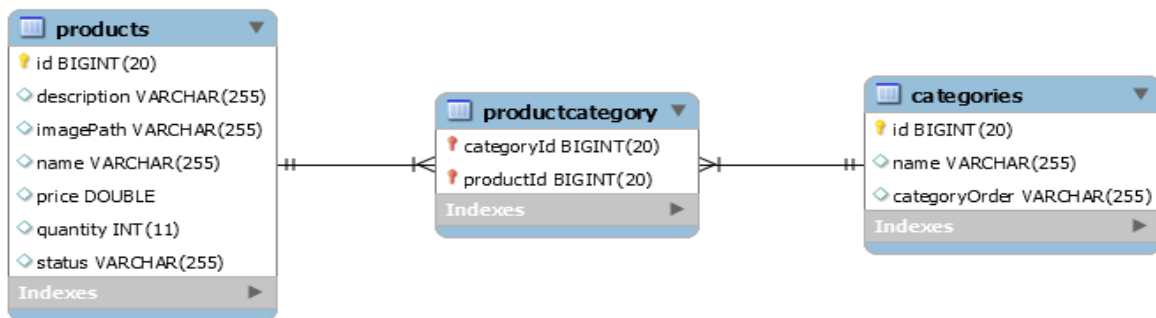 products
id BIGINT(20)
description VARCHAR(255)
imagePath VARCHAR(255)
name VARCHAR(255)
price DOUBLE
quantity INT(11)
status VARCHAR(255)
Indexes
productcategory
categoryId BIGINT(20)
productId BIGINT(20)
Indexes
categories
id BIGINT(20)
name VARCHAR(255)
categoryOrder VARCHAR(255)
Indexes